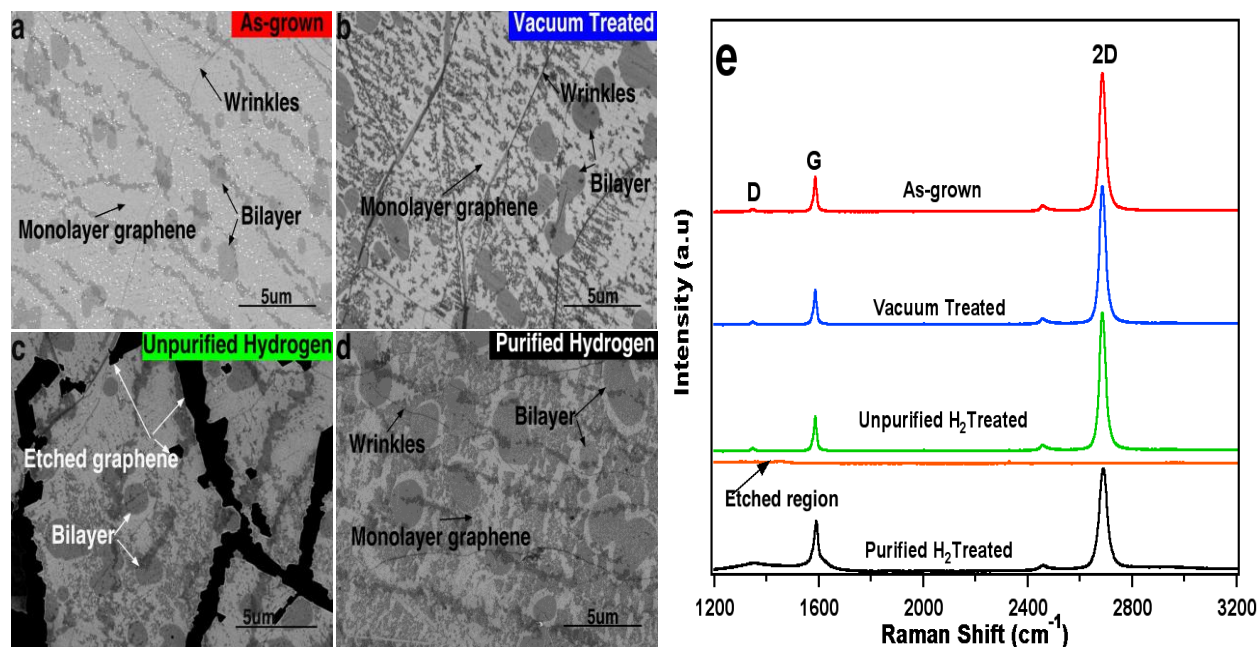 a
As-grown
Wrinkles
Monolayer graphene
Bilayer
5um
b
Vacuum Treated
Wrinkles
Bilayer
Monolayer graphene
5um
c
Unpurified Hydrogen
Etched graphene
Bilayer
5um
d
Purified Hydrogen
Bilayer
Wrinkles
Monolayer graphene
5um
e
2D
G
D
As-grown
Vacuum Treated
Unpurified H₂Treated
Etched region
Purified H₂Treated
Intensity (a.u)
1200 1600 2000 2400 2800 3200
Raman Shift (cm⁻¹)